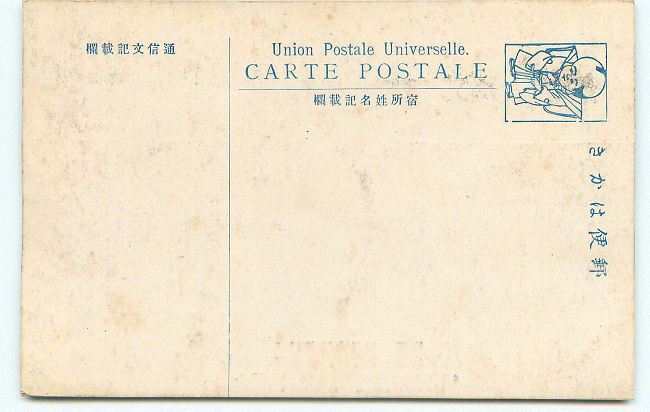 通信文記載欄
Union Postale Universelle.
CARTE POSTALE
宿所姓名記載欄
郵便はかき